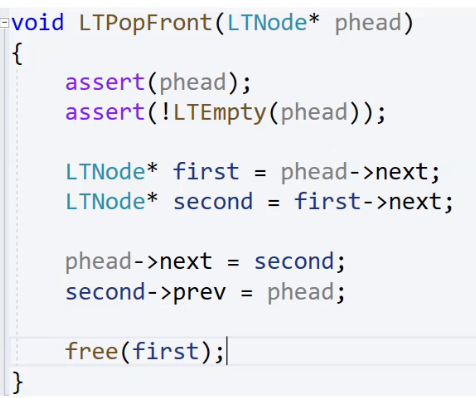 void LTPopFront(LTNode* phead)
{
    assert(phead);
    assert(!LTEmpty(phead));
    LTNode* first = phead->next;
    LTNode* second = first->next;
    phead->next = second;
    second->prev = phead;
    free(first);
}